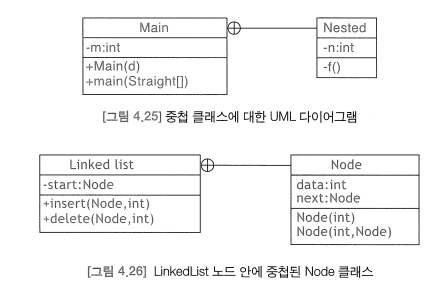 Main
-m:int
+Main(d)
+main(Straight[])
Nested
-n:int
-f()
[그림 4.25] 중첩 클래스에 대한 UML 다이어그램
Linked list
-start:Node
+insert(Node,int)
+delete(Node,int)
Node
data:int
next:Node
Node(int)
Node(int,Node)
[그림 4.26] LinkedList 노드 안에 중첩된 Node 클래스